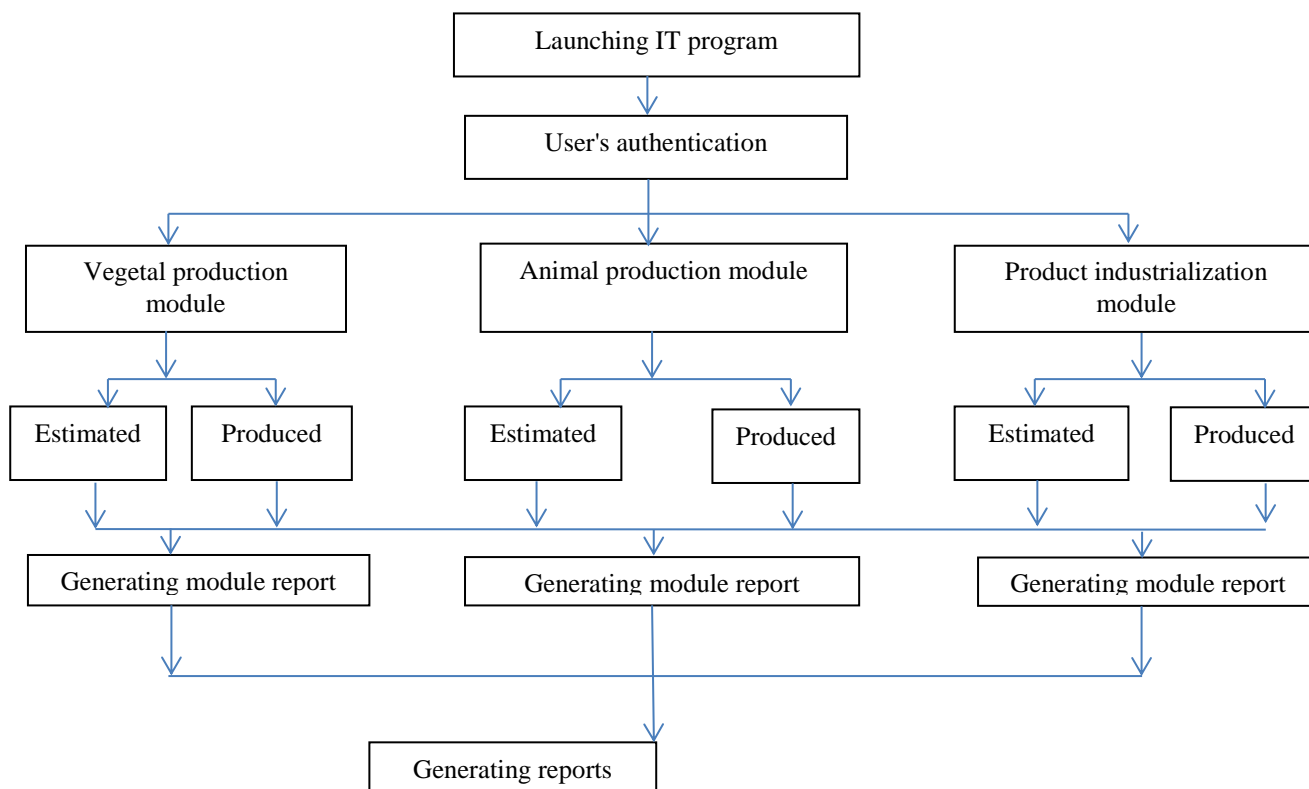 Launching IT program
User's authentication
Vegetal production
module
Animal production module
Product industrialization
module
Estimated
Produced
Estimated
Produced
Estimated
Produced
Generating module report
Generating module report
Generating module report
Generating reports